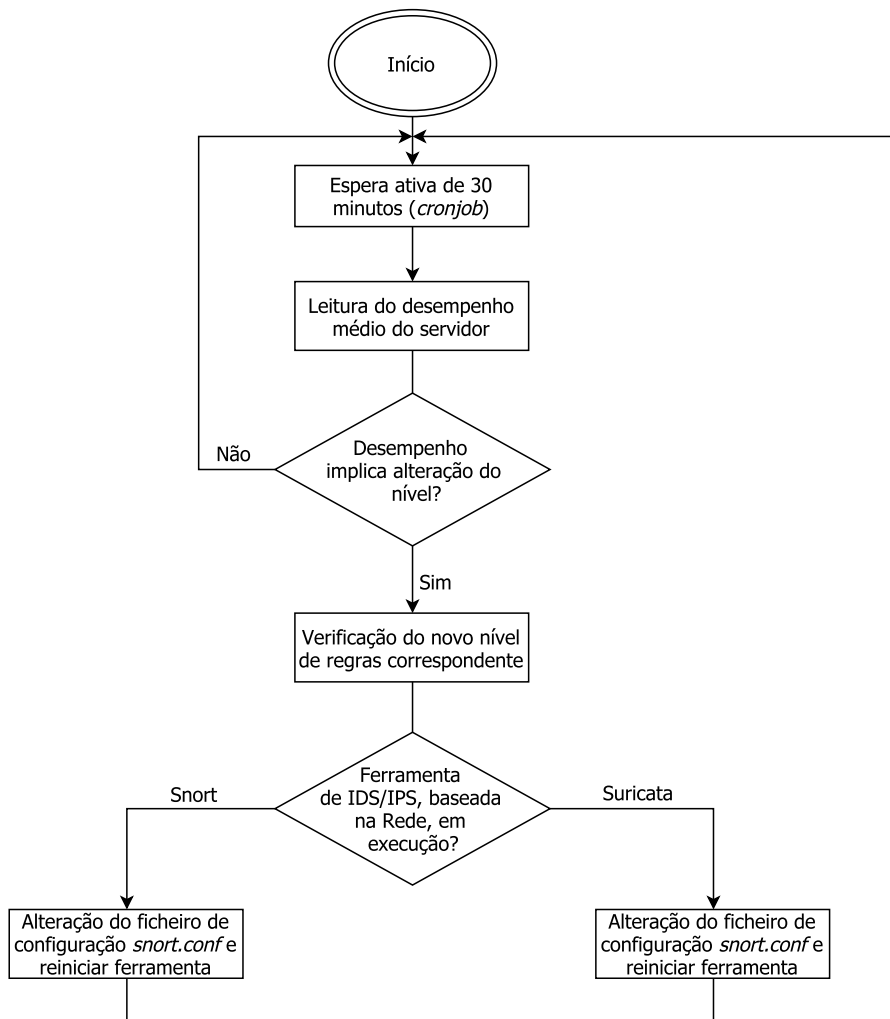 Início
Espera ativa de 30
minutos (cronjob)
Leitura do desempenho
médio do servidor
Desempenho
implica alteração do
nível?
Não
Sim
Verificação do novo nível
de regras correspondente
Ferramenta
de IDS/IPS, baseada
na Rede, em
execução?
Snort
Suricata
Alteração do ficheiro de
configuração snort.conf e
reiniciar ferramenta
Alteração do ficheiro de
configuração snort.conf e
reiniciar ferramenta